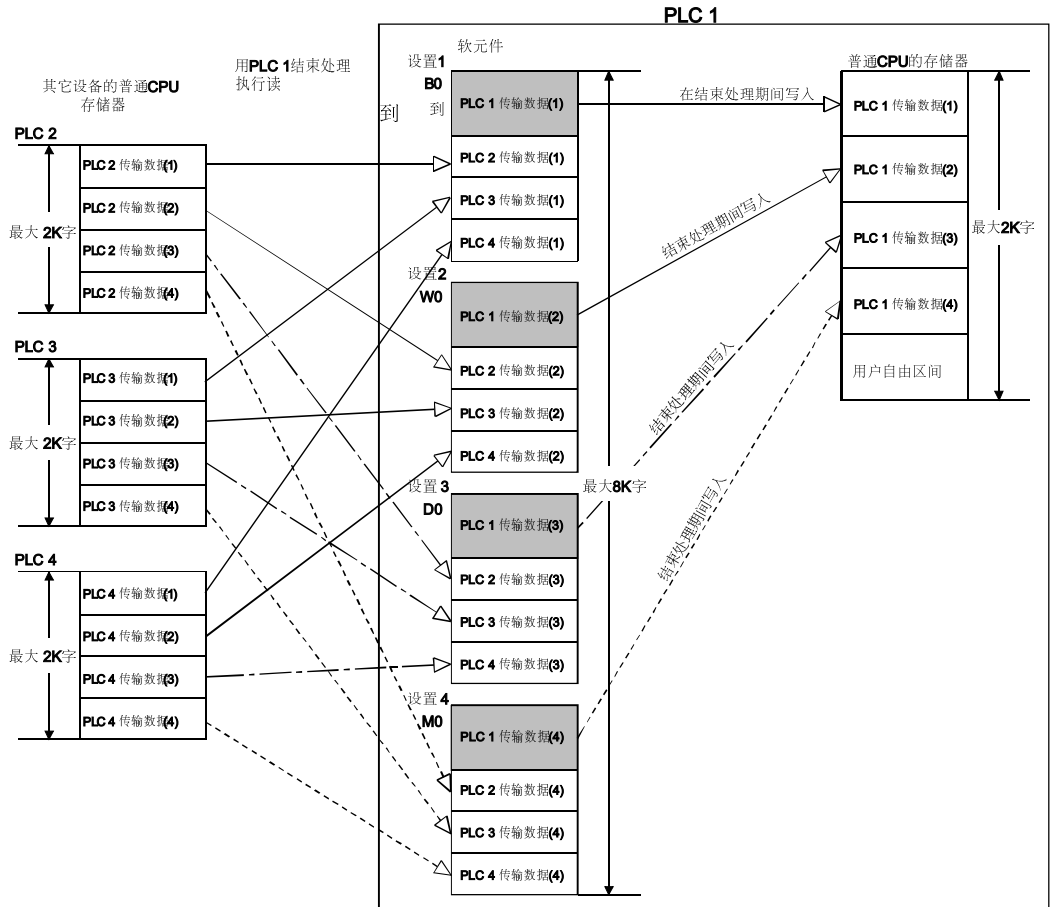 PLC 1
其它设备的普通CPU
存储器
用PLC 1结束处理
执行读
PLC 2
最大 2K字
PLC 2 传输数据(1)
PLC 2 传输数据(2)
PLC 2 传输数据(3)
PLC 2 传输数据(4)
PLC 3
最大 2K字
PLC 3 传输数据(1)
PLC 3 传输数据(2)
PLC 3 传输数据(3)
PLC 3 传输数据(4)
PLC 4
最大 2K字
PLC 4 传输数据(1)
PLC 4 传输数据(2)
PLC 4 传输数据(3)
PLC 4 传输数据(4)
软元件
设置1
B0
到
到
PLC 1 传输数据(1)
PLC 2 传输数据(1)
PLC 3 传输数据(1)
PLC 4 传输数据(1)
设置2
W0
PLC 1 传输数据(2)
PLC 2 传输数据(2)
PLC 3 传输数据(2)
PLC 4 传输数据(2)
设置 3
D0
PLC 1 传输数据(3)
PLC 2 传输数据(3)
PLC 3 传输数据(3)
PLC 4 传输数据(3)
设置 4
M0
PLC 1 传输数据(4)
PLC 2 传输数据(4)
PLC 3 传输数据(4)
PLC 4 传输数据(4)
最大8K字
在结束处理期间写入
结束处理期间写入
结束处理期间写入
结束处理期间写入
普通CPU的存储器
PLC 1 传输数据(1)
PLC 1 传输数据(2)
PLC 1 传输数据(3)
PLC 1 传输数据(4)
用户自由区间
最大2K字